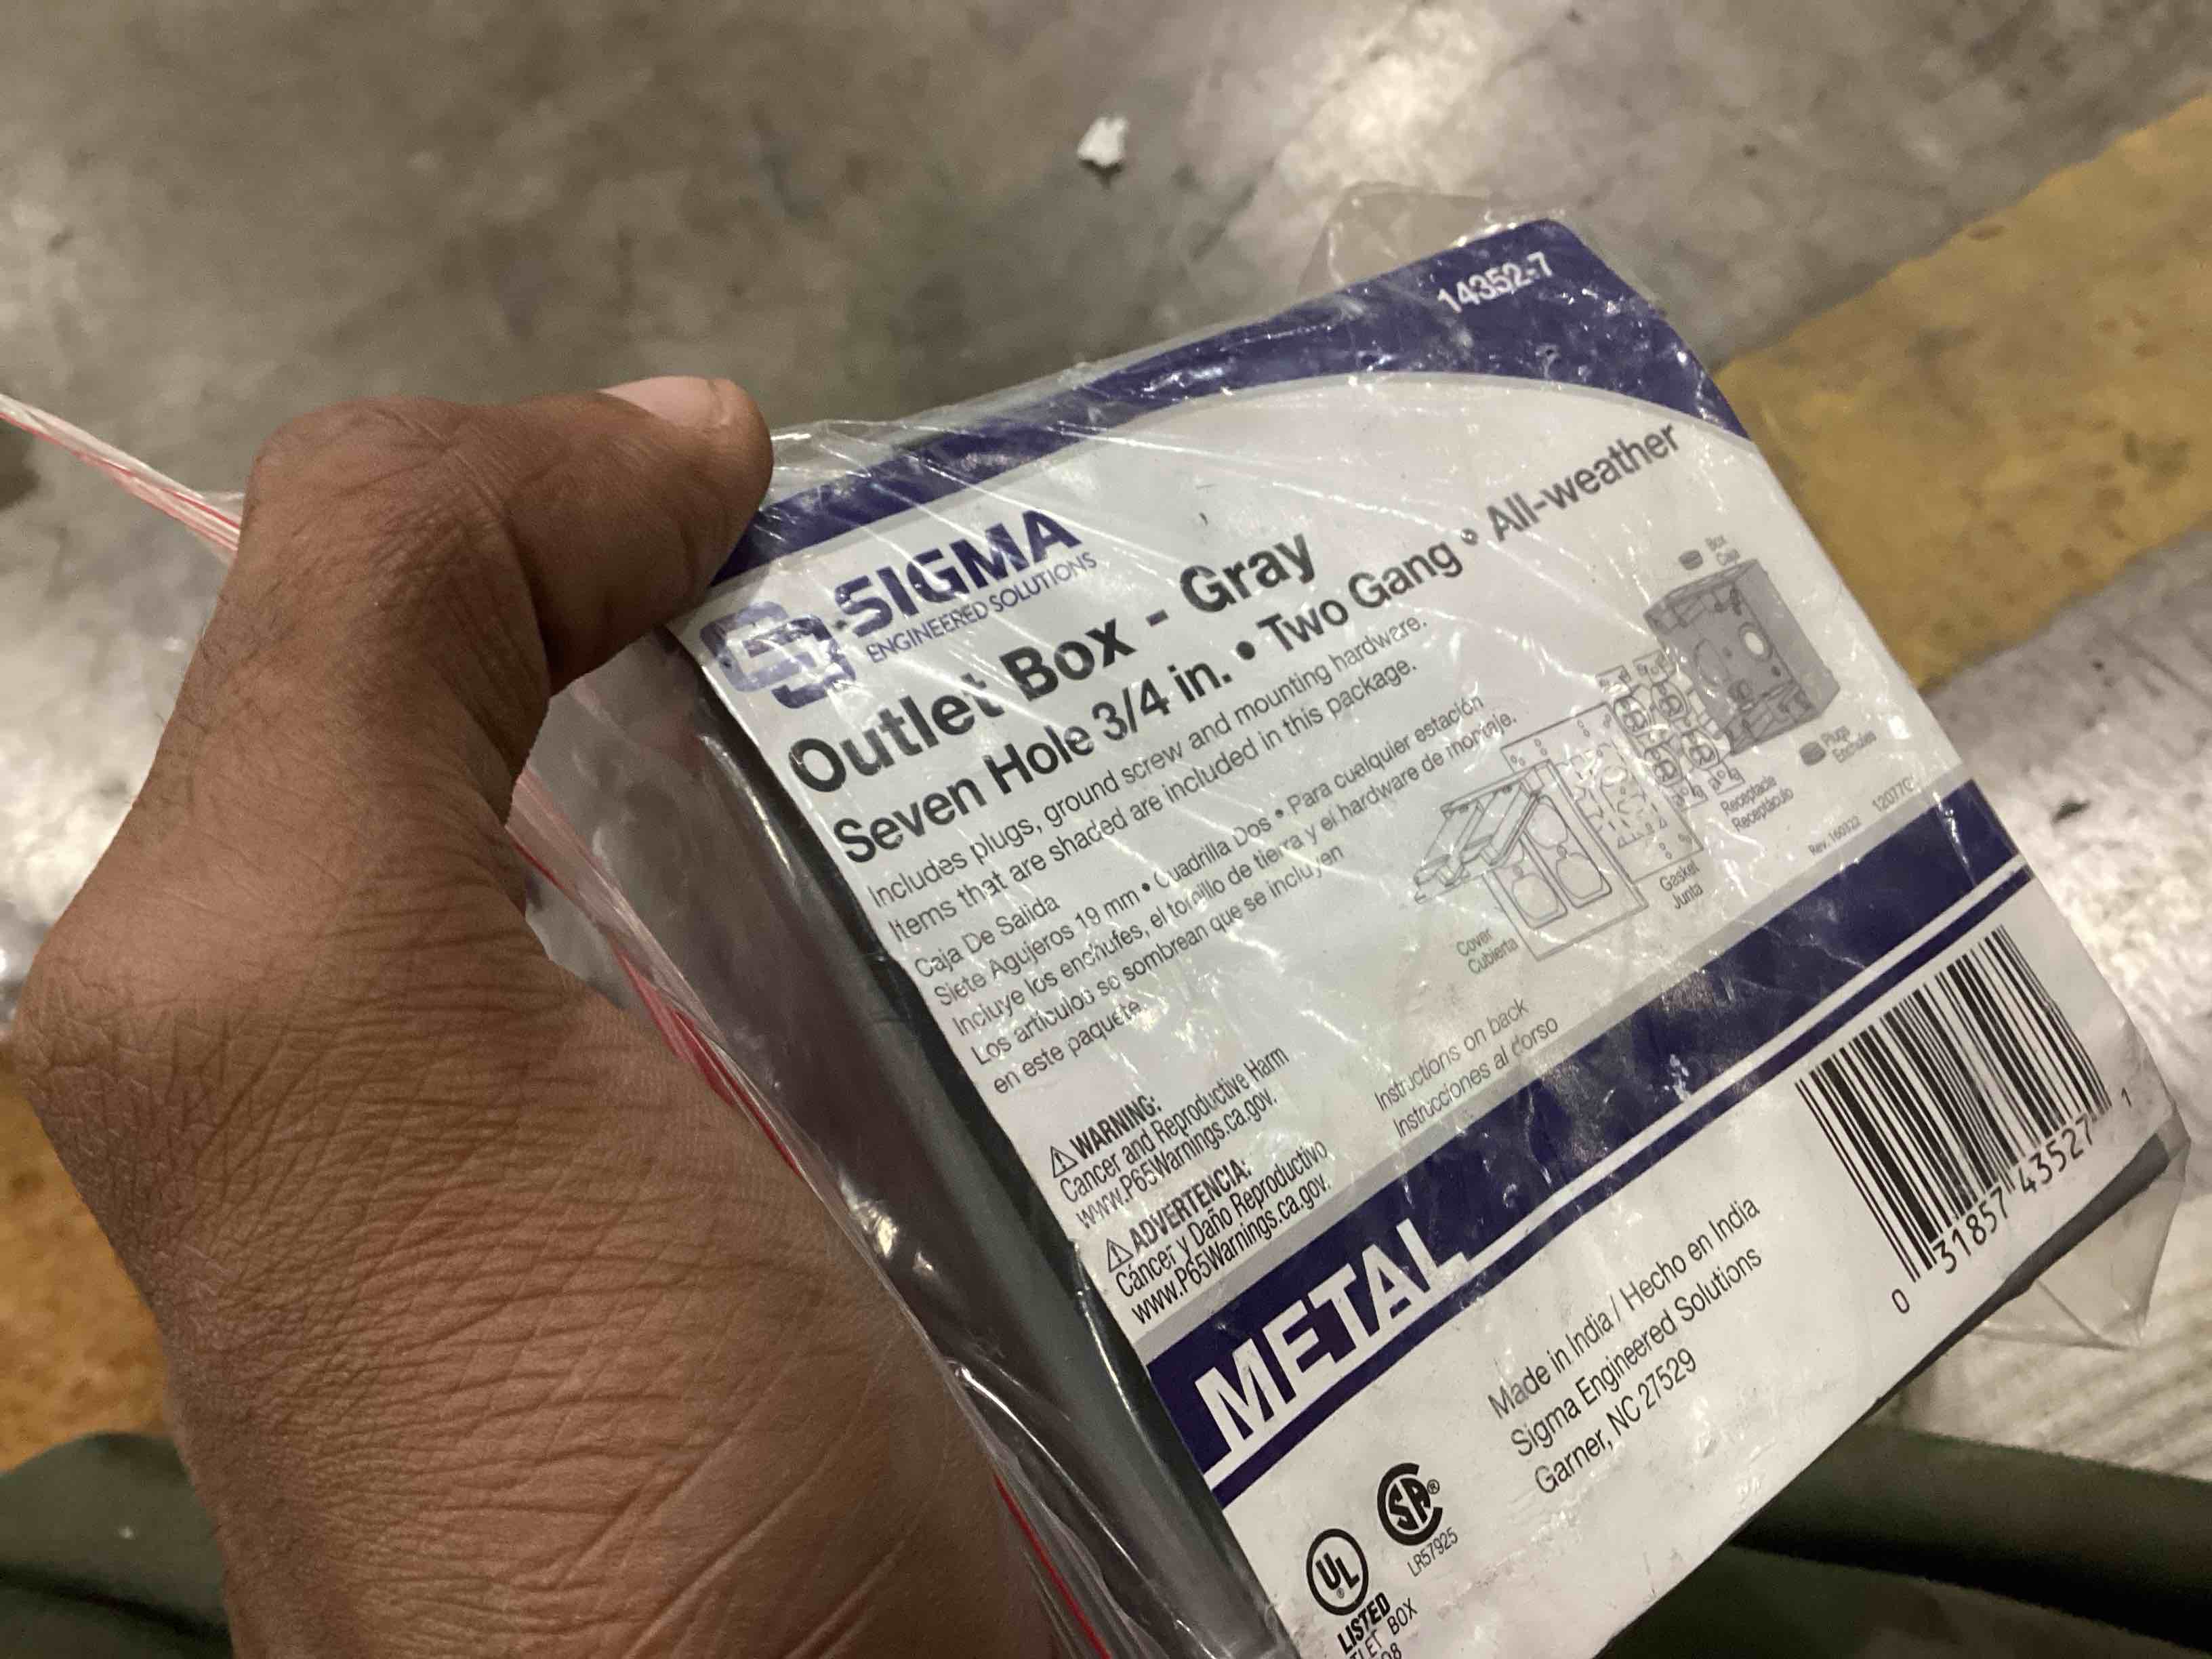 14352-7
SIGMA
ENGINEERED SOLUTIONS
Outlet Box - Gray
Seven Hole 3/4 in. • Two Gang • All-weather
Includes plugs, ground screw and mounting hardware.
Items that are shaded are included in this package.
Caja De Salida
Siete Agujeros 19 mm • Cuadrilla Dos • Para cualquier estación
Incluye los enchufes, el tornillo de tierra y el hardware de montaje.
Los artículos so sombrean que se incluyen
en este paquete.
Box
Caja
Plugs
Enchufes
Receptacle
Receptáculo
Gasket
Junta
Cover
Cubierta
Rev. 160322
Instructions on back
Instrucciones al dorso
WARNING:
Cancer and Reproductive Harm
www.P65Warnings.ca.gov.
ADVERTENCIA:
Cáncer y Daño Reproductivo
www.P65Warnings.ca.gov.
METAL
Made in India / Hecho en India
Sigma Engineered Solutions
Garner, NC 27529
0 31857 43527 1
UL
LISTED
TLET BOX
SA
LR57925